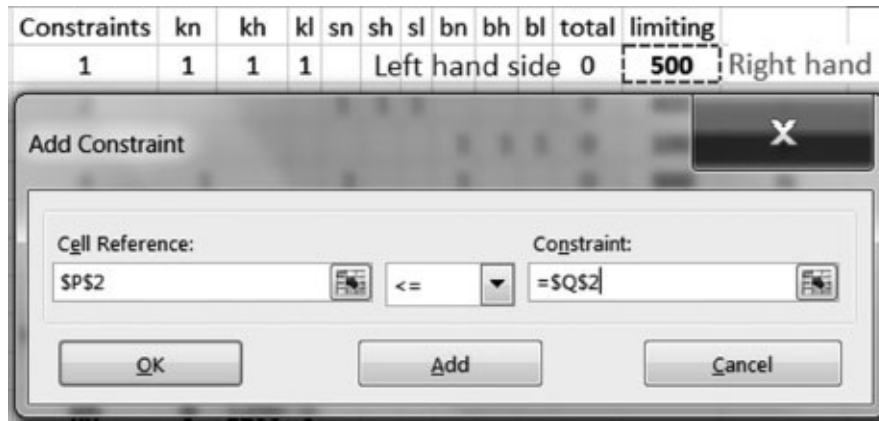 Constraints kn kh kl sn sh sl bn bh bl total limiting
1 1 1 1 Left hand side 0 500 Right hand
Add Constraint
X
Cell Reference: Constraint:
$P$2 <= =$Q$2
OK Add Cancel